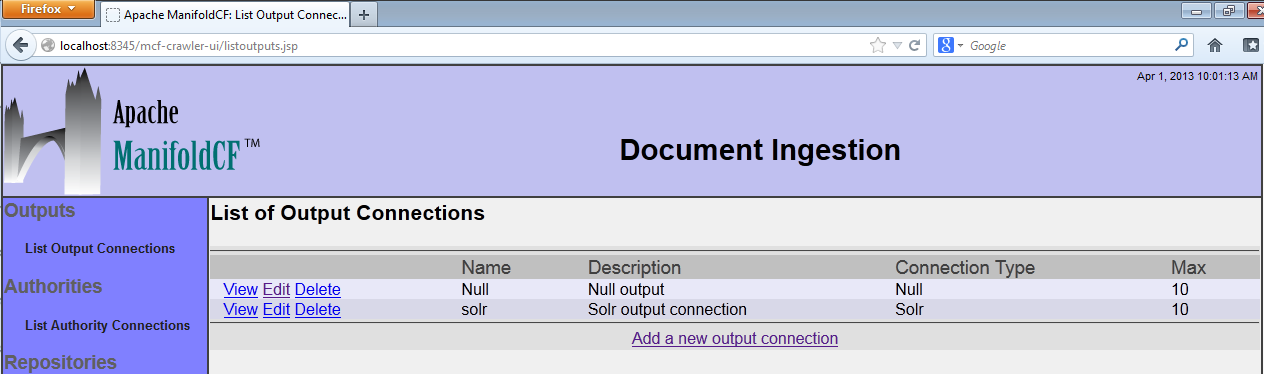 Firefox
Apache ManifoldCF: List Output Connec...
localhost:8345/mcf-crawler-ui/listoutputs.jsp
Google
Apr 1, 2013 10:01:13 AM
Apache
ManifoldCF™
Document Ingestion
Outputs
List Output Connections
Authorities
List Authority Connections
Repositories
List of Output Connections
Name Description Connection Type Max
View Edit Delete Null Null output Null 10
View Edit Delete solr Solr output connection Solr 10
Add a new output connection